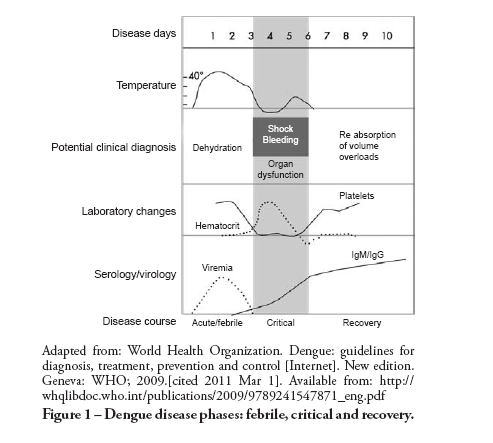 Disease days
1 2 3 4 5 6 7 8 9 10
Temperature
40°
Potential clinical diagnosis
Dehydration
Shock
Bleeding
Organ
dysfunction
Re absorption
of volume
overloads
Laboratory changes
Hematocrit
Platelets
Serology/virology
Viremia
IgM/IgG
Disease course
Acute/febrile
Critical
Recovery
Adapted from: World Health Organization. Dengue: guidelines for
diagnosis, treatment, prevention and control [Internet]. New edition.
Geneva: WHO; 2009.[cited 2011 Mar 1]. Available from: http://
whqlibdoc.who.int/publications/2009/9789241547871_eng.pdf
Figure 1 – Dengue disease phases: febrile, critical and recovery.